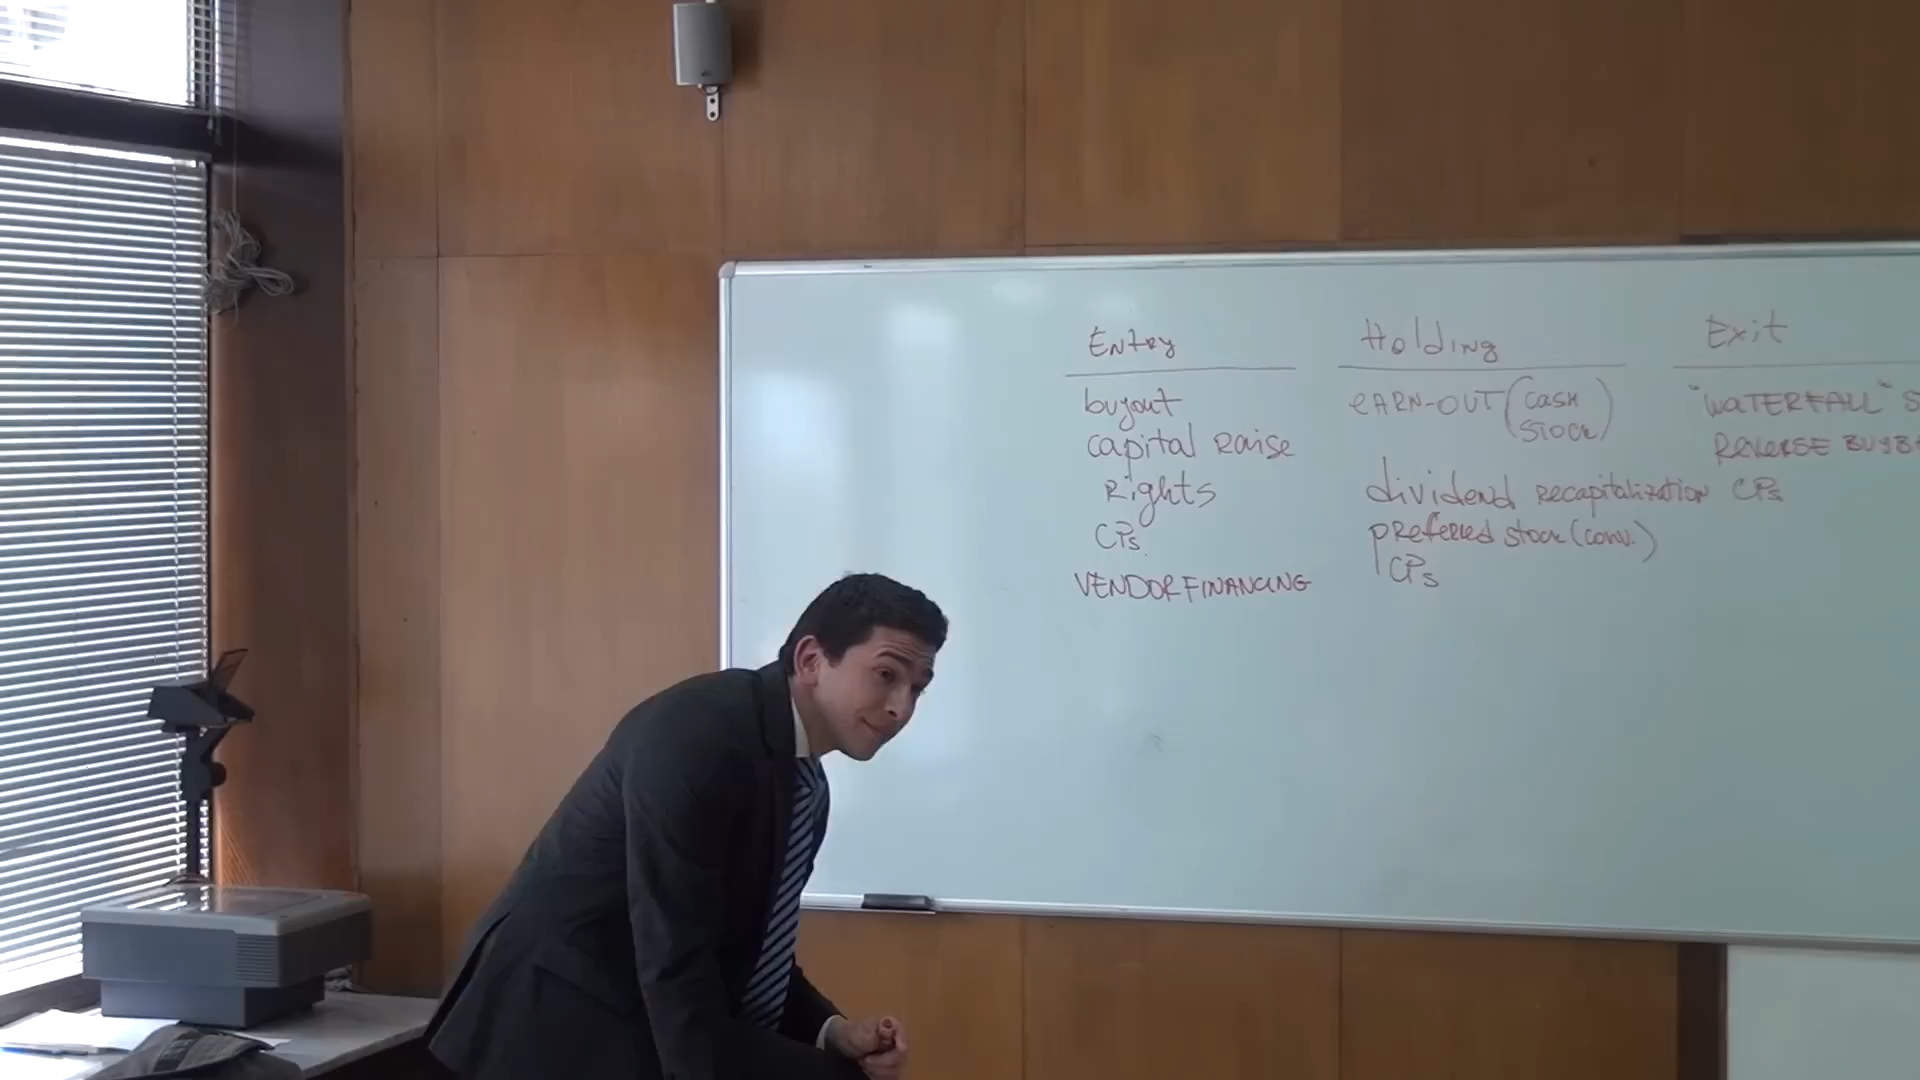 Entry
buyout
capital Raise
Rights
CPs.
VENDOR FINANCING
Holding
eARN-OUT (CASH
STOCK)
dividend recapitalization CPs
preferred stock (conv.)
CPs
Exit
"WATERFALL" S
REVERSE BUYB